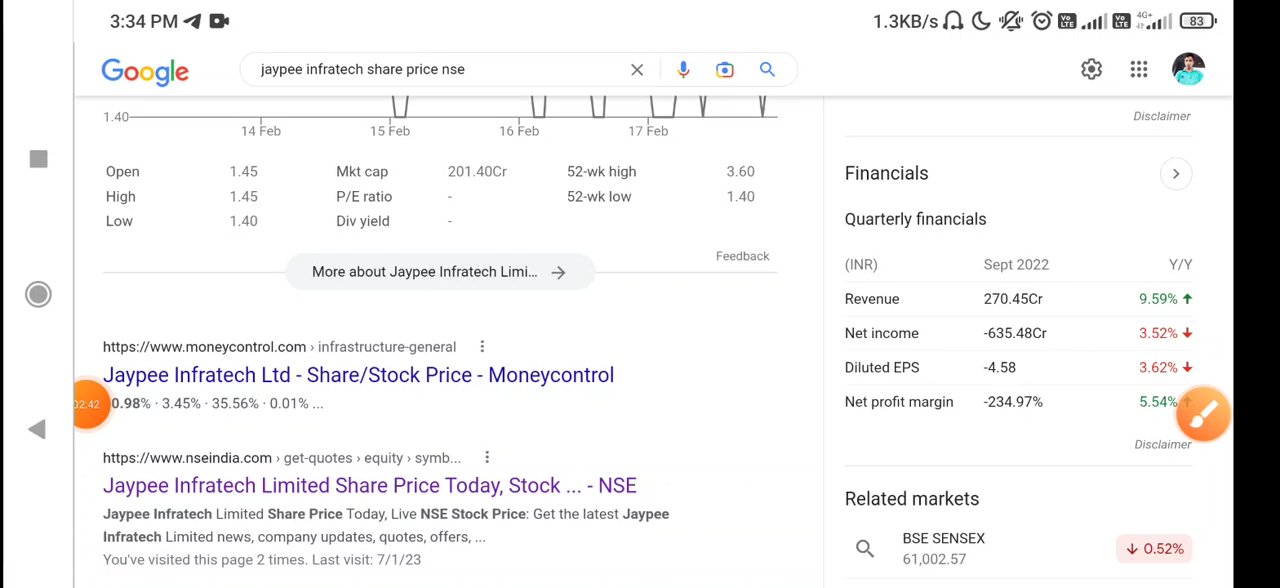 3:34 PM
1.3KB/s
Vo LTE
Vo LTE
4G+
83
Google
jaypee infratech share price nse
1.40
14 Feb 15 Feb 16 Feb 17 Feb
Open 1.45 Mkt cap 201.40Cr 52-wk high 3.60
High 1.45 P/E ratio - 52-wk low 1.40
Low 1.40 Div yield -
Feedback
More about Jaypee Infratech Limi...
https://www.moneycontrol.com › infrastructure-general
Jaypee Infratech Ltd - Share/Stock Price - Moneycontrol
02:42
0.98% · 3.45% · 35.56% · 0.01% ...
https://www.nseindia.com › get-quotes › equity › symb...
Jaypee Infratech Limited Share Price Today, Stock ... - NSE
Jaypee Infratech Limited Share Price Today, Live NSE Stock Price: Get the latest Jaypee
Infratech Limited news, company updates, quotes, offers, ...
You've visited this page 2 times. Last visit: 7/1/23
Disclaimer
Financials
Quarterly financials
(INR) Sept 2022 Y/Y
Revenue 270.45Cr 9.59%
Net income -635.48Cr 3.52%
Diluted EPS -4.58 3.62%
Net profit margin -234.97% 5.54%
Disclaimer
Related markets
BSE SENSEX
61,002.57
0.52%